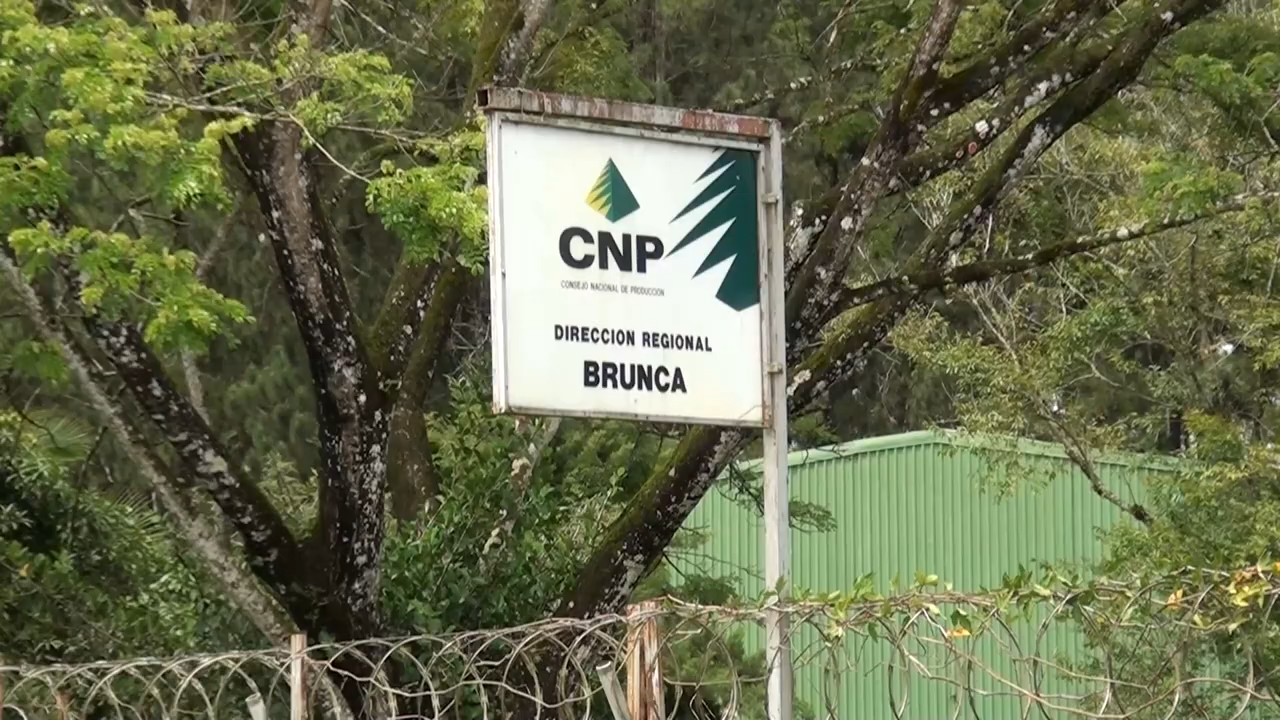 CNP
CONSEJO NACIONAL DE PRODUCCION
DIRECCION REGIONAL
BRUNCA